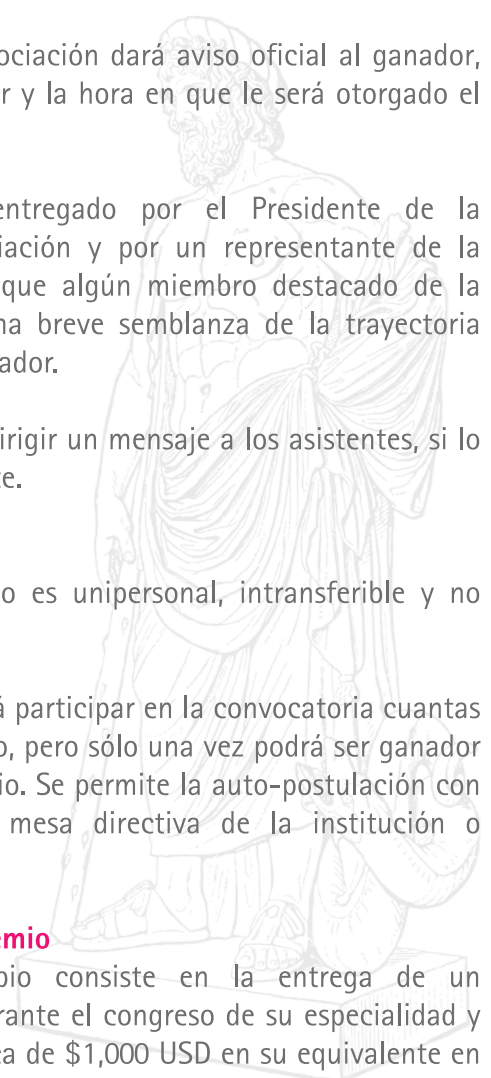 ociación dará aviso oficial al ganador,
r y la hora en que le será otorgado el
entregado por el Presidente de la
iación y por un representante de la
que algún miembro destacado de la
na breve semblanza de la trayectoria
ador.
irigir un mensaje a los asistentes, si lo
te.
o es unipersonal, intransferible y no
á participar en la convocatoria cuantas
o, pero sólo una vez podrá ser ganador
io. Se permite la auto-postulación con
mesa directiva de la institución o
emio
pio consiste en la entrega de un
rante el congreso de su especialidad y
ca de $1,000 USD en su equivalente en